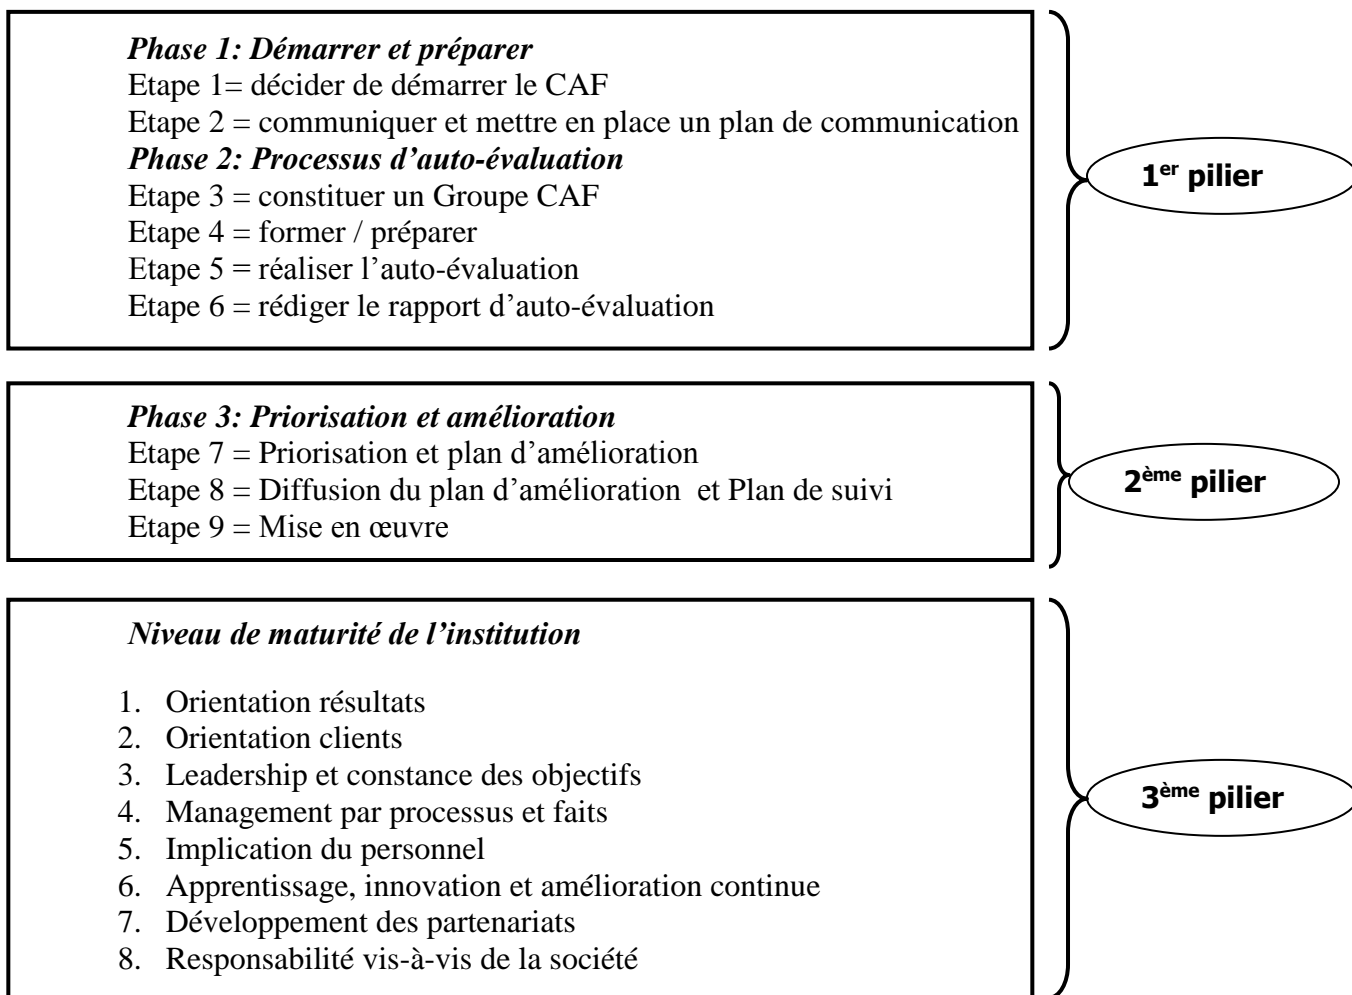 Phase 1: Démarrer et préparer
Etape 1= décider de démarrer le CAF
Etape 2 = communiquer et mettre en place un plan de communication
Phase 2: Processus d'auto-évaluation
Etape 3 = constituer un Groupe CAF
Etape 4 = former / préparer
Etape 5 = réaliser l'auto-évaluation
Etape 6 = rédiger le rapport d'auto-évaluation
1er pilier
Phase 3: Priorisation et amélioration
Etape 7 = Priorisation et plan d'amélioration
Etape 8 = Diffusion du plan d'amélioration et Plan de suivi
Etape 9 = Mise en œuvre
2ème pilier
Niveau de maturité de l'institution
1. Orientation résultats
2. Orientation clients
3. Leadership et constance des objectifs
4. Management par processus et faits
5. Implication du personnel
6. Apprentissage, innovation et amélioration continue
7. Développement des partenariats
8. Responsabilité vis-à-vis de la société
3ème pilier